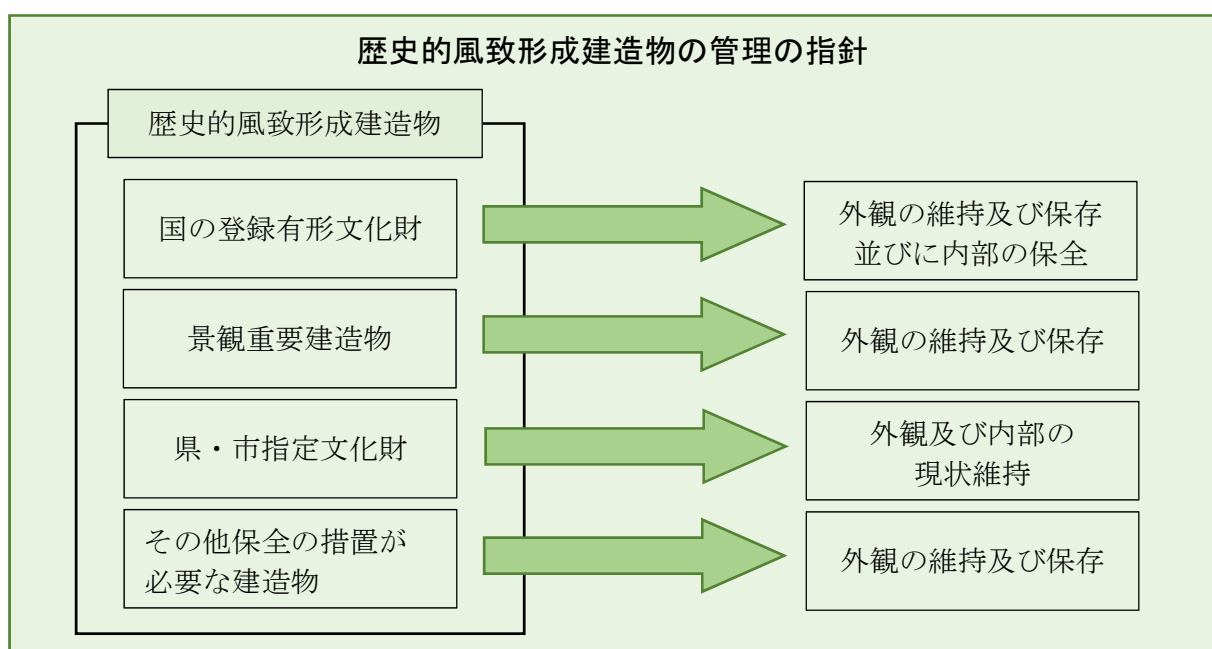 歴史的風致形成建造物の管理の指針
歴史的風致形成建造物
国の登録有形文化財
外観の維持及び保存
並びに内部の保全
景観重要建造物
外観の維持及び保存
県・市指定文化財
外観及び内部の
現状維持
その他保全の措置が
必要な建造物
外観の維持及び保存